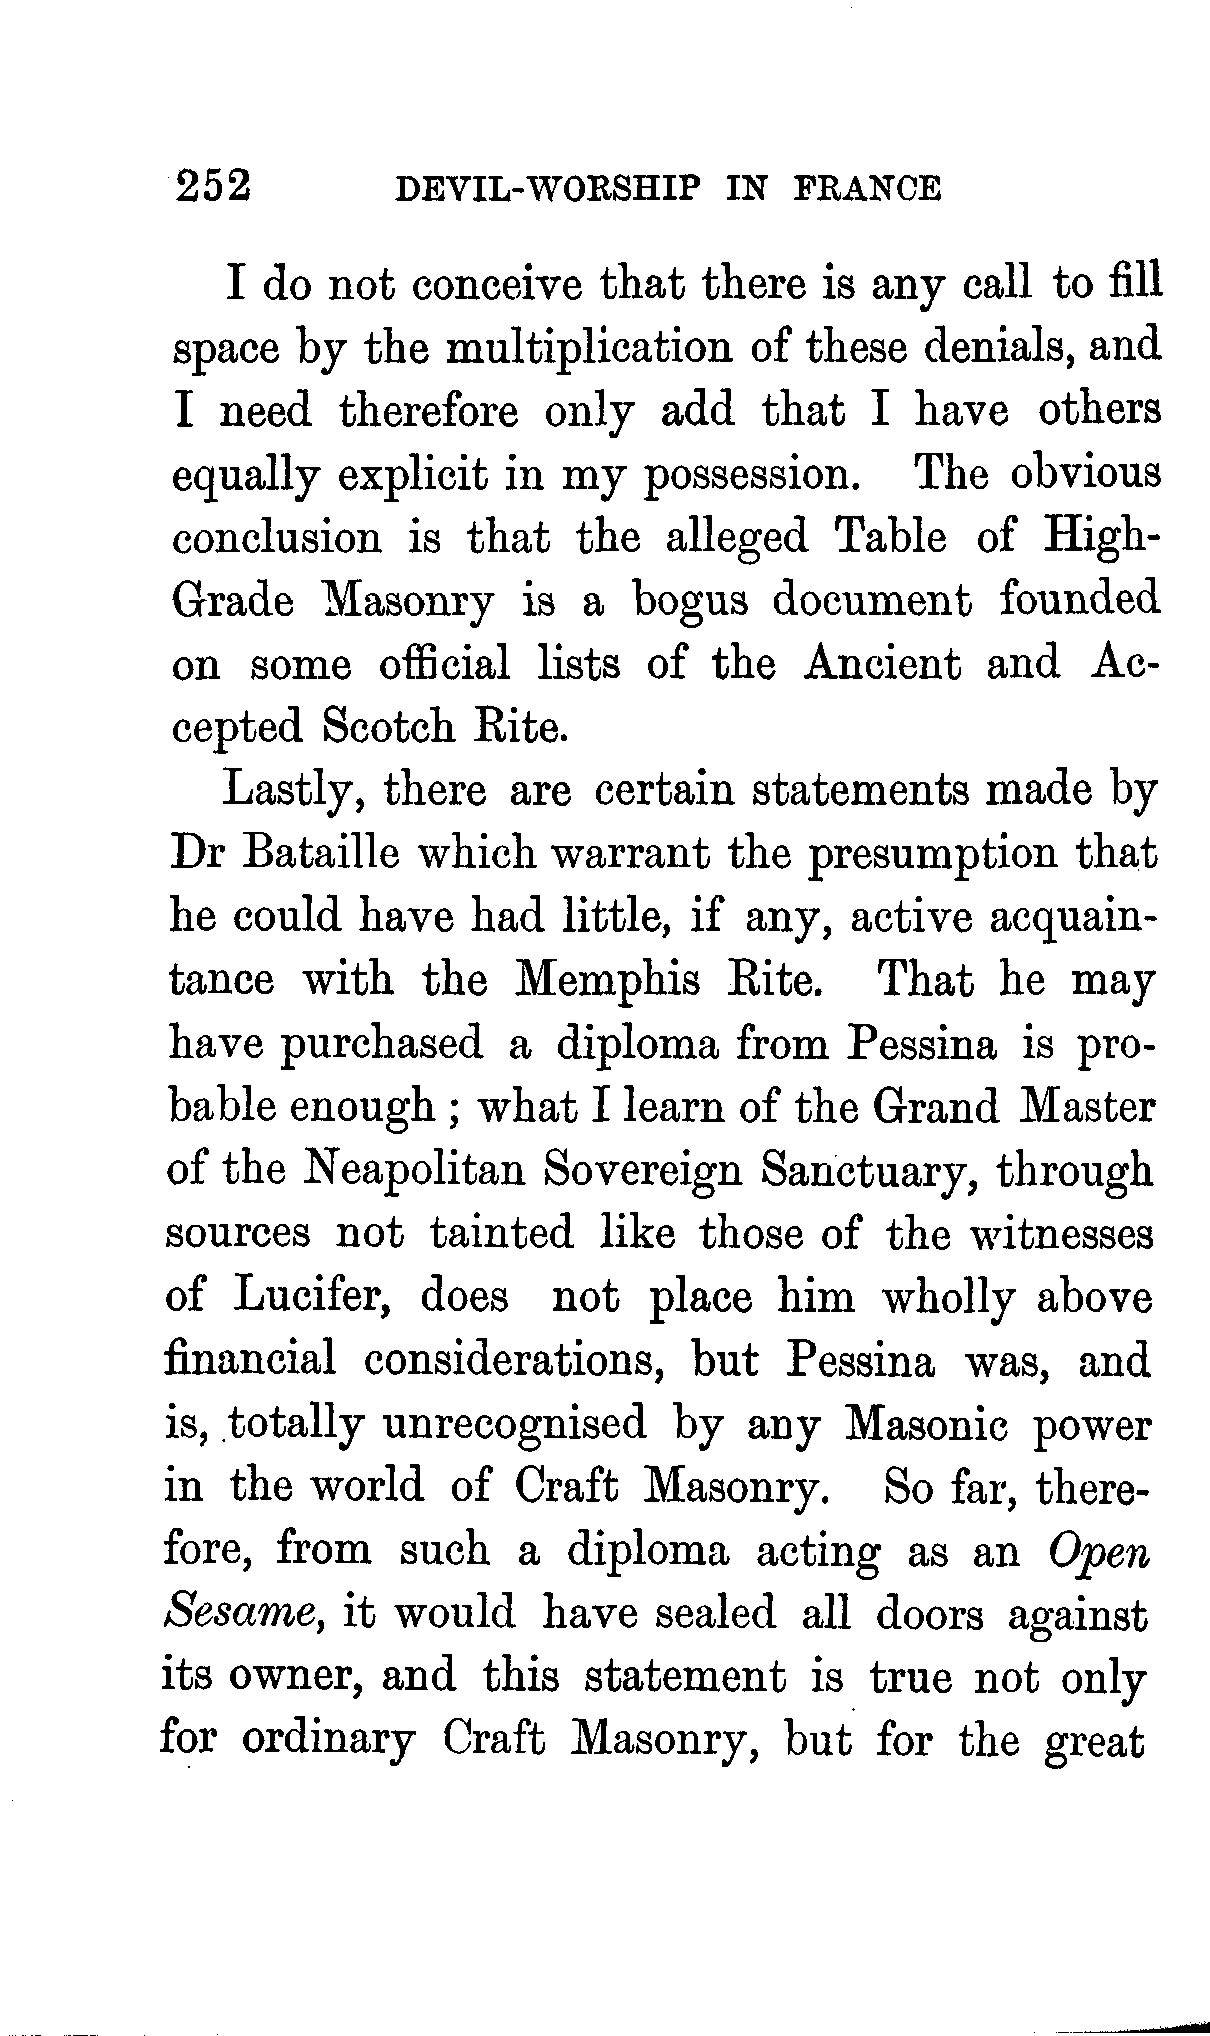 252 DEVIL-WORSHIP IN FRANCE
I do not conceive that there is any call to fill
space by the multiplication of these denials, and
I need therefore only add that I have others
equally explicit in my possession. The obvious
conclusion is that the alleged Table of High-
Grade Masonry is a bogus document founded
on some official lists of the Ancient and Ac-
cepted Scotch Rite.
Lastly, there are certain statements made by
Dr Bataille which warrant the presumption that
he could have had little, if any, active acquain-
tance with the Memphis Rite. That he may
have purchased a diploma from Pessina is pro-
bable enough ; what I learn of the Grand Master
of the Neapolitan Sovereign Sanctuary, through
sources not tainted like those of the witnesses
of Lucifer, does not place him wholly above
financial considerations, but Pessina was, and
is, totally unrecognised by any Masonic power
in the world of Craft Masonry. So far, there-
fore, from such a diploma acting as an Open
Sesame, it would have sealed all doors against
its owner, and this statement is true not only
for ordinary Craft Masonry, but for the great